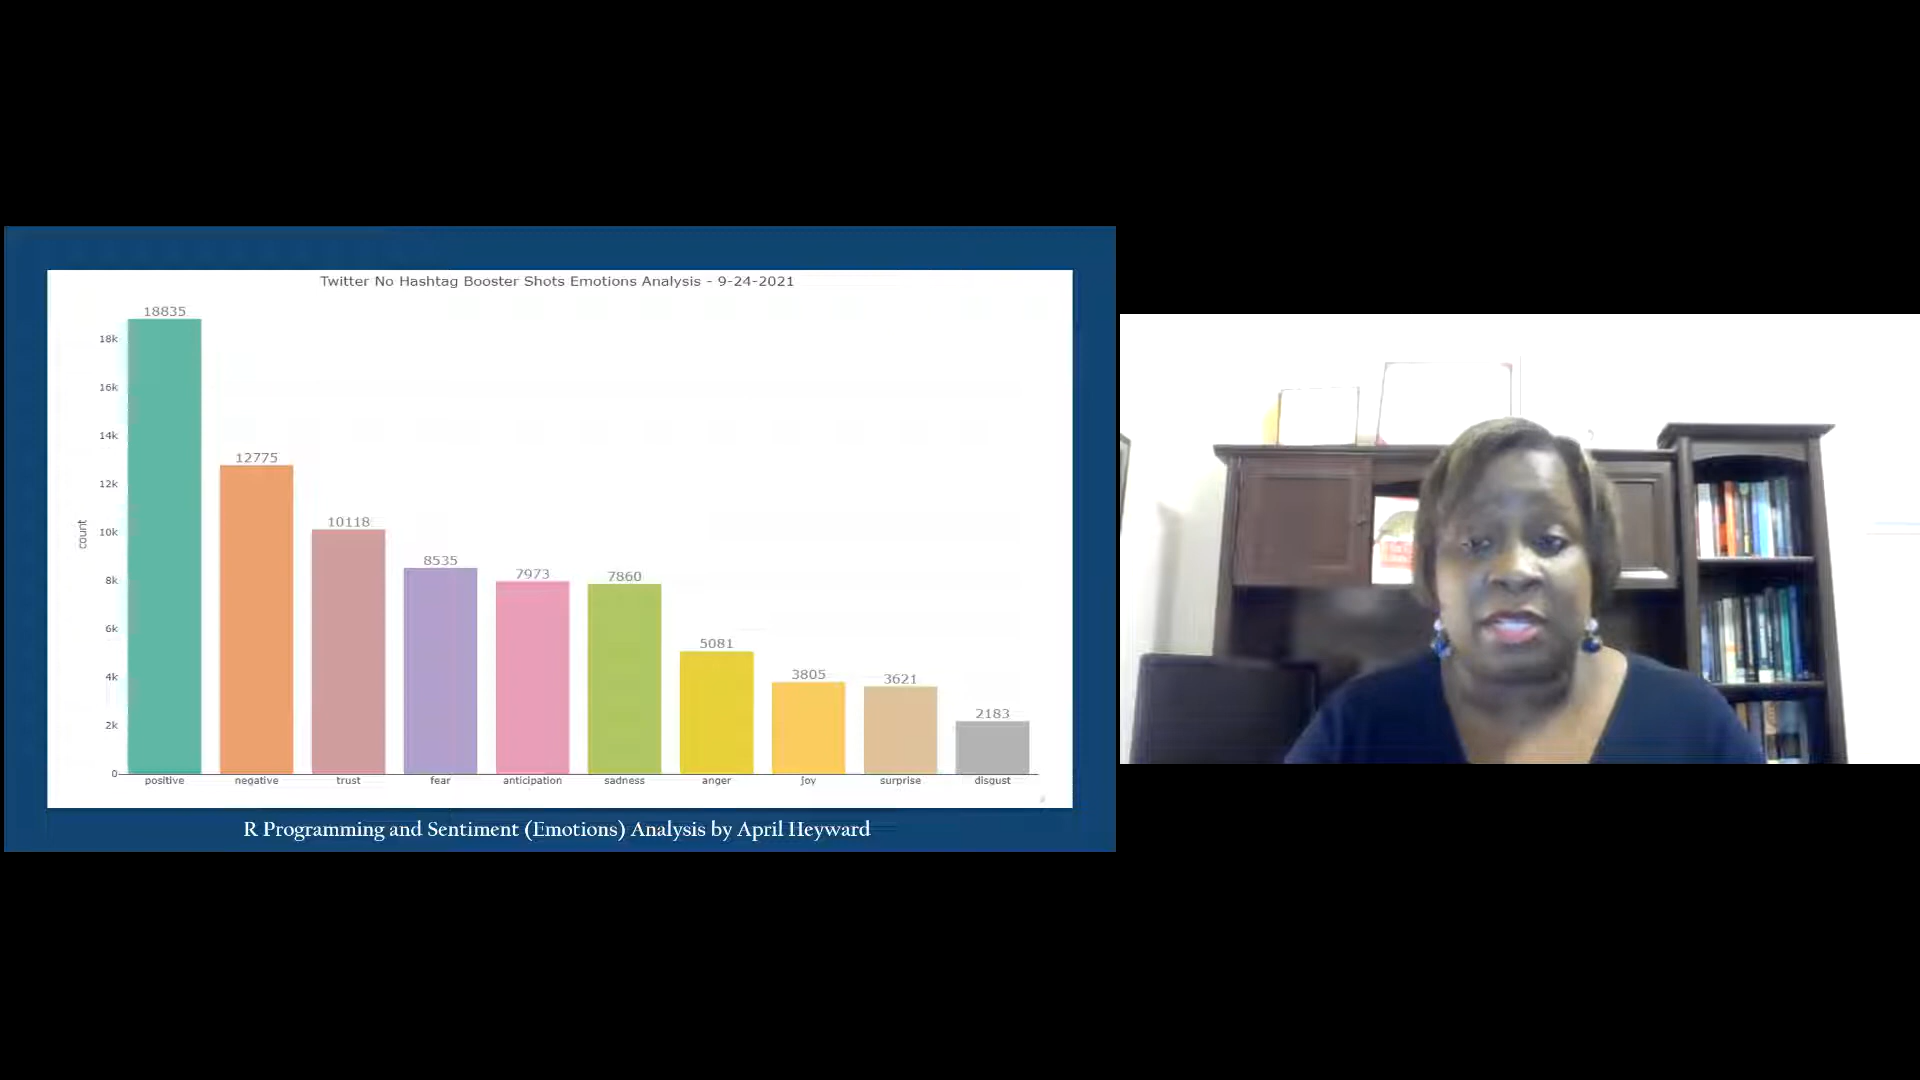 Twitter No Hashtag Booster Shots Emotions Analysis - 9-24-2021
18835
18k
16k
14k
12775
12k
10118
10k
count
8535
7973
7860
8k
6k
5081
4k
3805
3621
2k
2183
0
positive negative trust fear anticipation sadness anger joy surprise disgust
R Programming and Sentiment (Emotions) Analysis by April Heyward